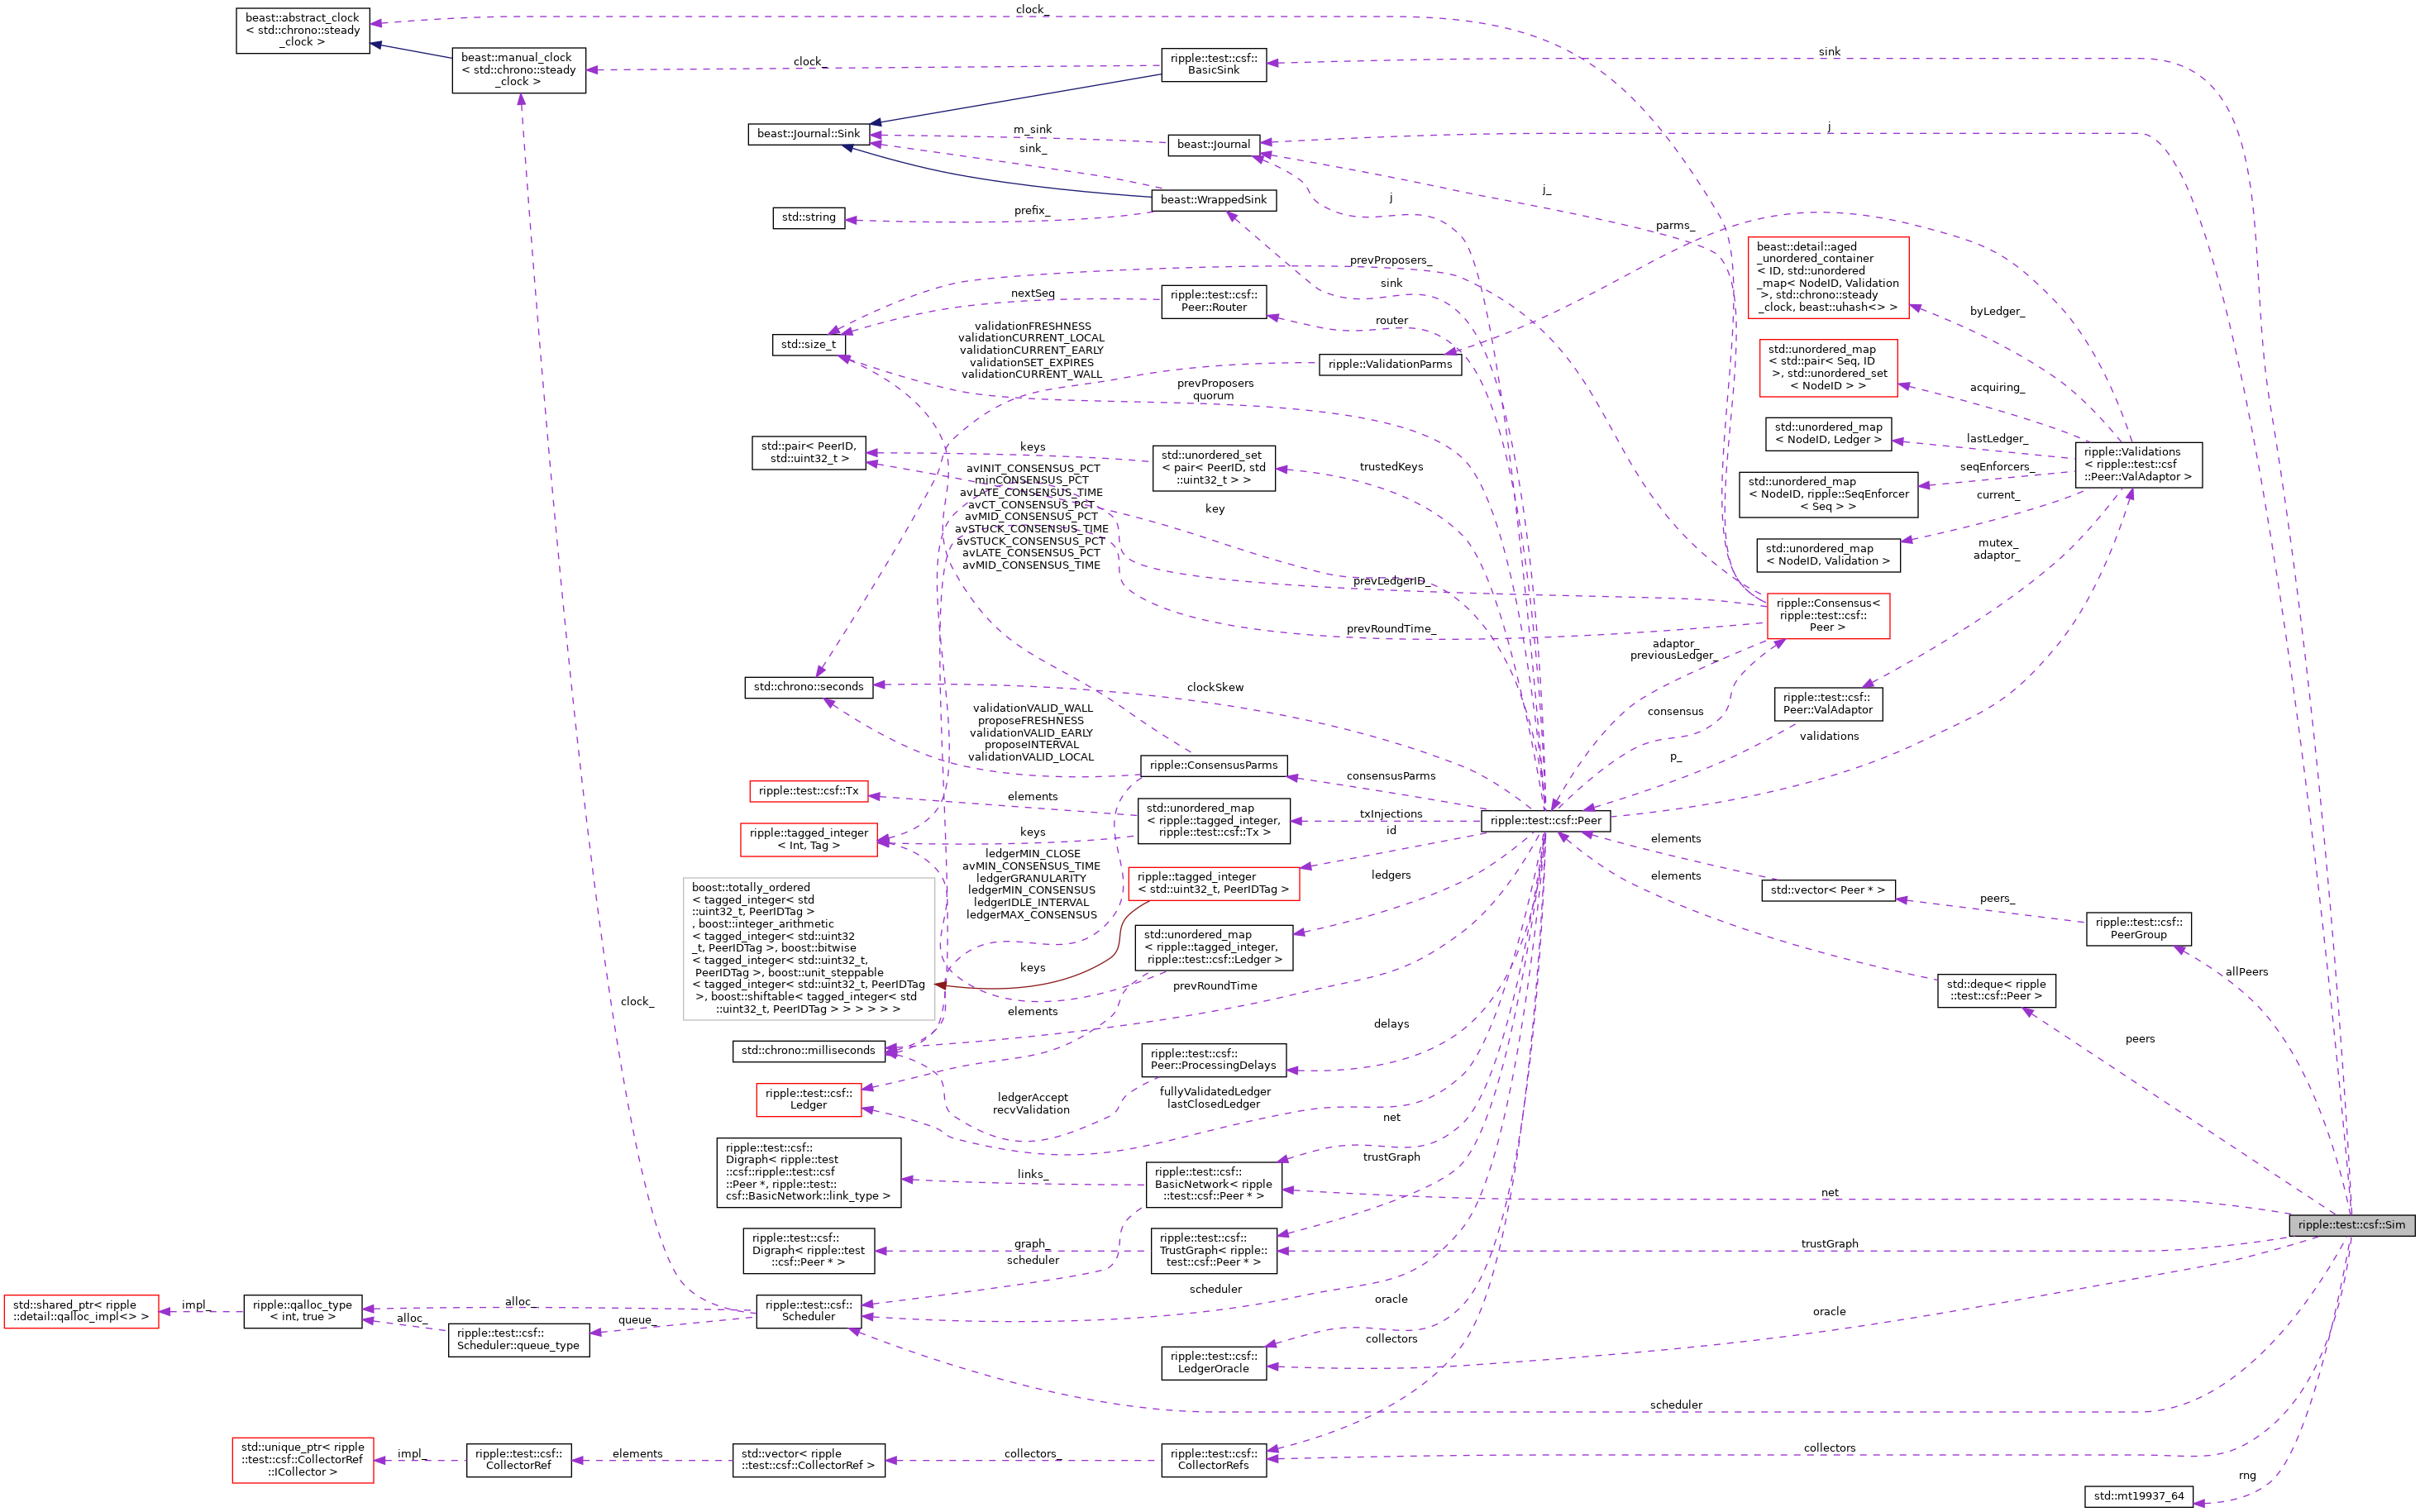 beast::abstract_clock
< std::chrono::steady
_clock >
clock_
beast::manual_clock
< std::chrono::steady
_clock >
clock_
ripple::test::csf::
BasicSink
sink
beast::Journal::Sink
m_sink
sink_
beast::Journal
j
j_
j
std::string
prefix_
beast::WrappedSink
parms_
beast::detail::aged
_unordered_container
< ID, std::unordered
_map< NodeID, Validation
>, std::chrono::steady
_clock, beast::uhash<> >
byLedger_
prevProposers_
sink
nextSeq
ripple::test::csf::
Peer::Router
router
std::size_t
validationFRESHNESS
validationCURRENT_LOCAL
validationCURRENT_EARLY
validationSET_EXPIRES
validationCURRENT_WALL
ripple::ValidationParms
std::unordered_map
< std::pair< Seq, ID
>, std::unordered_set
< NodeID > >
acquiring_
prevProposers
quorum
std::unordered_map
< NodeID, Ledger >
lastLedger_
ripple::Validations
< ripple::test::csf
::Peer::ValAdaptor >
std::pair< PeerID,
std::uint32_t >
keys
std::unordered_set
< pair< PeerID, std
::uint32_t > >
trustedKeys
std::unordered_map
< NodeID, ripple::SeqEnforcer
< Seq > >
seqEnforcers_
current_
avINIT_CONSENSUS_PCT
minCONSENSUS_PCT
avLATE_CONSENSUS_TIME
avCT_CONSENSUS_PCT
avMID_CONSENSUS_PCT
avSTUCK_CONSENSUS_TIME
avSTUCK_CONSENSUS_PCT
avLATE_CONSENSUS_PCT
avMID_CONSENSUS_TIME
key
std::unordered_map
< NodeID, Validation >
mutex_
adaptor_
prevLedgerID_
prevRoundTime_
ripple::Consensus<
ripple::test::csf::
Peer >
adaptor_
previousLedger_
std::chrono::seconds
clockSkew
consensus
ripple::test::csf::
Peer::ValAdaptor
validations
validationVALID_WALL
proposeFRESHNESS
validationVALID_EARLY
proposeINTERVAL
validationVALID_LOCAL
ripple::ConsensusParms
consensusParms
p_
ripple::test::csf::Tx
elements
std::unordered_map
< ripple::tagged_integer,
ripple::test::csf::Tx >
txInjections
id
ripple::test::csf::Peer
ripple::tagged_integer
< Int, Tag >
keys
elements
ledgerMIN_CLOSE
avMIN_CONSENSUS_TIME
ledgerGRANULARITY
ledgerMIN_CONSENSUS
ledgerIDLE_INTERVAL
ledgerMAX_CONSENSUS
ripple::tagged_integer
< std::uint32_t, PeerIDTag >
ledgers
elements
std::vector< Peer * >
peers_
ripple::test::csf::
PeerGroup
boost::totally_ordered
< tagged_integer< std
::uint32_t, PeerIDTag >
, boost::integer_arithmetic
< tagged_integer< std::uint32
_t, PeerIDTag >, boost::bitwise
< tagged_integer< std::uint32_t,
PeerIDTag >, boost::unit_steppable
< tagged_integer< std::uint32_t, PeerIDTag
>, boost::shiftable< tagged_integer< std
::uint32_t, PeerIDTag > > > > > >
keys
std::unordered_map
< ripple::tagged_integer,
ripple::test::csf::Ledger >
allPeers
std::deque< ripple
::test::csf::Peer >
clock_
prevRoundTime
elements
delays
peers
std::chrono::milliseconds
ripple::test::csf::
Peer::ProcessingDelays
ripple::test::csf::
Ledger
ledgerAccept
recvValidation
fullyValidatedLedger
lastClosedLedger
net
ripple::test::csf::
Digraph< ripple::test
::csf::ripple::test::csf
::Peer *, ripple::test::
csf::BasicNetwork::link_type >
links_
ripple::test::csf::
BasicNetwork< ripple
::test::csf::Peer * >
trustGraph
net
ripple::test::csf::Sim
ripple::test::csf::
Digraph< ripple::test
::csf::Peer * >
graph_
scheduler
ripple::test::csf::
TrustGraph< ripple::
test::csf::Peer * >
trustGraph
std::shared_ptr< ripple
::detail::qalloc_impl<> >
impl_
ripple::qalloc_type
< int, true >
alloc_
alloc_
ripple::test::csf::
Scheduler::queue_type
queue_
ripple::test::csf::
Scheduler
scheduler
oracle
oracle
collectors
ripple::test::csf::
LedgerOracle
scheduler
std::unique_ptr< ripple
::test::csf::CollectorRef
::ICollector >
impl_
ripple::test::csf::
CollectorRef
elements
std::vector< ripple
::test::csf::CollectorRef >
collectors_
ripple::test::csf::
CollectorRefs
collectors
rng
std::mt19937_64